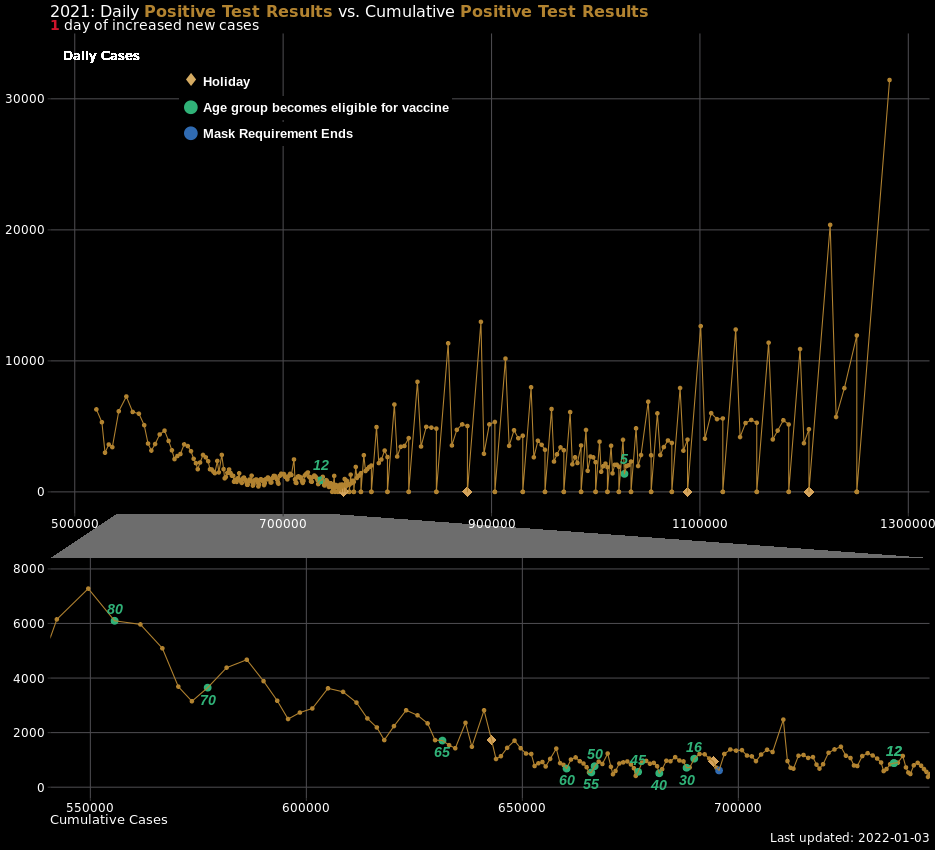 2021: Daily Positive Test Results vs. Cumulative Positive Test Results
1 day of increased new cases
Daily Cases
Holiday
Age group becomes eligible for vaccine
Mask Requirement Ends
30000
20000
10000
0
12
5
500000 700000 900000 1100000 1300000
8000
6000
4000
2000
0
80
70
65
60
55
50
45
40
30
16
12
550000 600000 650000 700000
Cumulative Cases
Last updated: 2022-01-03